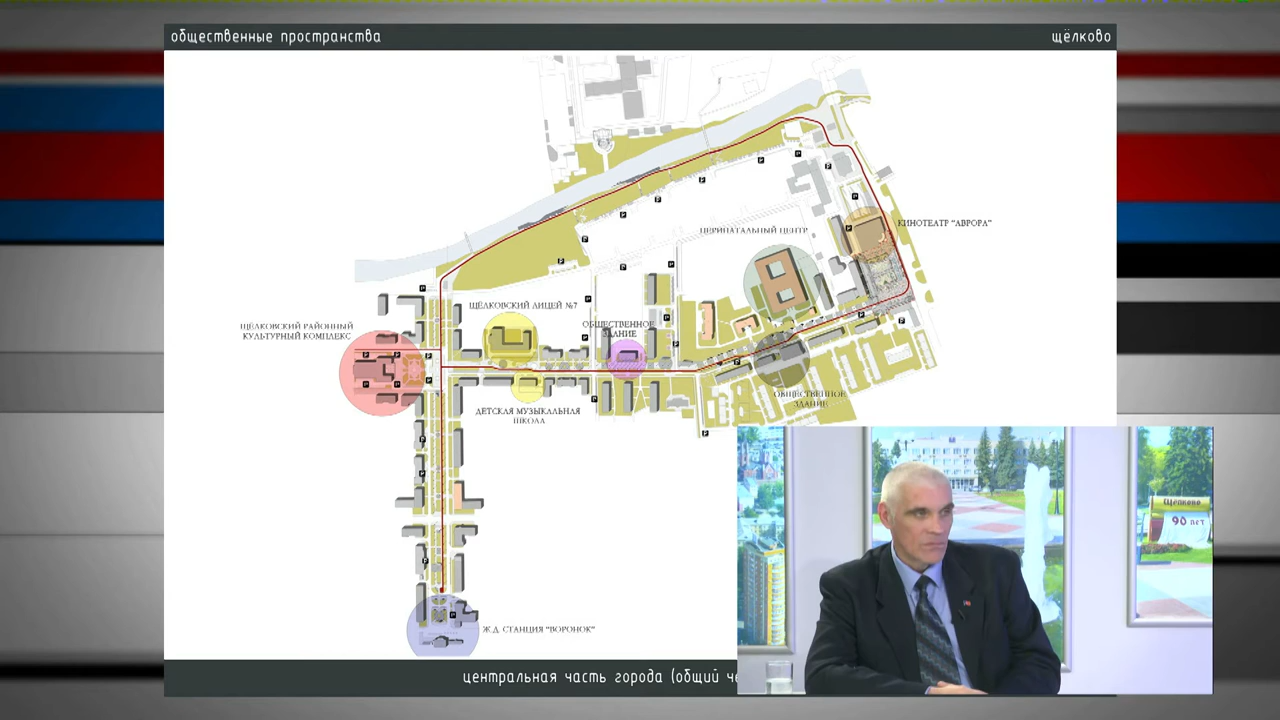 общественные пространства
щёлково
ПЕРИНАТАЛЬНЫЙ ЦЕНТР
КИНОТЕАТР "АВРОРА"
ЩЁЛКОВСКИЙ ЛИЦЕЙ №7
ЩЁЛКОВСКИЙ РАЙОННЫЙ
КУЛЬТУРНЫЙ КОМПЛЕКС
ОБЩЕСТВЕННОЕ
ЗДАНИЕ
ДЕТСКАЯ МУЗЫКАЛЬНАЯ
ШКОЛА
ОБЩЕСТВЕННОЕ
ЗДАНИЕ
Щёлково
90 лет
Ж.Д. СТАНЦИЯ "ВОРОНОК"
центральная часть города (общий